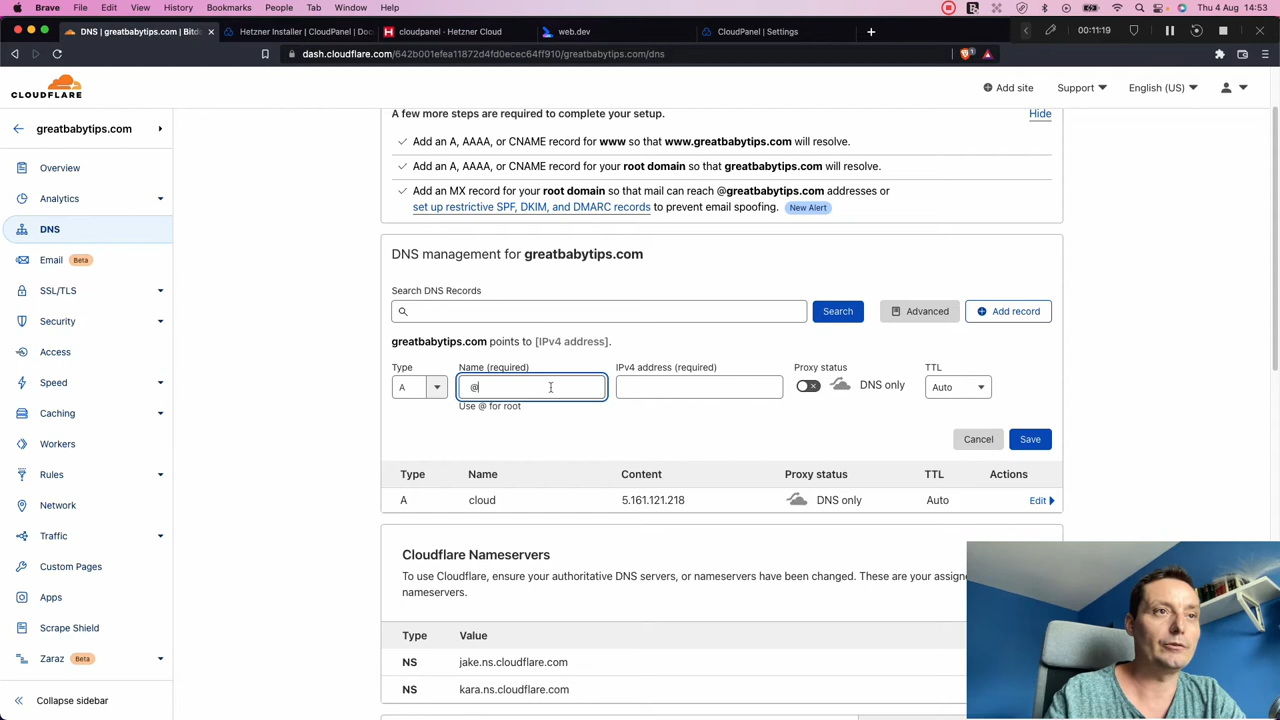 Brave File Edit View History Bookmarks People Tab Window Help Thu 4 Aug 14:53
DNS | greatbabytips.com | Bitd
Hetzner Installer | CloudPanel | Doc
cloudpanel - Hetzner Cloud
web.dev
CloudPanel | Settings
00:11:19
dash.cloudflare.com/642b001efea11872d4fd0ecec64ff910/greatbabytips.com/dns
CLOUDFLARE
Add site
Support
English (US)
greatbabytips.com
Overview
Analytics
DNS
Email Beta
SSL/TLS
Security
Access
Speed
Caching
Workers
Rules
Network
Traffic
Custom Pages
Apps
Scrape Shield
Zaraz Beta
Collapse sidebar
A few more steps are required to complete your setup.
Hide
Add an A, AAAA, or CNAME record for www so that www.greatbabytips.com will resolve.
Add an A, AAAA, or CNAME record for your root domain so that greatbabytips.com will resolve.
Add an MX record for your root domain so that mail can reach @greatbabytips.com addresses or
set up restrictive SPF, DKIM, and DMARC records to prevent email spoofing. New Alert
DNS management for greatbabytips.com
Search DNS Records
Search
Advanced
Add record
greatbabytips.com points to [IPv4 address].
Type Name (required) IPv4 address (required) Proxy status TTL
A @ DNS only Auto
Use @ for root
Cancel Save
Type Name Content Proxy status TTL Actions
A cloud 5.161.121.218 DNS only Auto Edit
Cloudflare Nameservers
To use Cloudflare, ensure your authoritative DNS servers, or nameservers have been changed. These are your assigne
nameservers.
Type Value
NS jake.ns.cloudflare.com
NS kara.ns.cloudflare.com